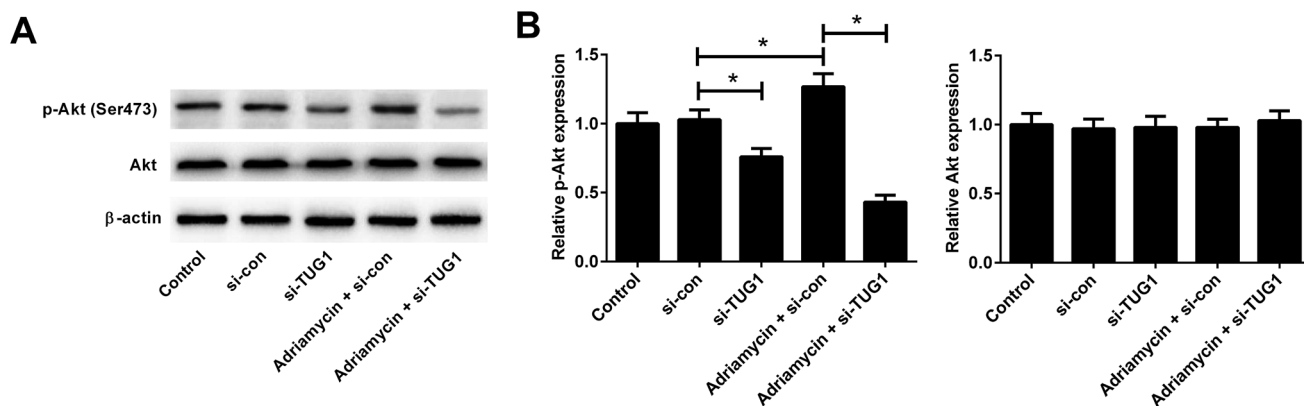 A
p-Akt (Ser473)
Akt
β-actin
Control
si-con
si-TUG1
Adriamycin + si-con
Adriamycin + si-TUG1
B
Relative p-Akt expression
1.5
1.0
0.5
0.0
*
*
*
Control
si-con
si-TUG1
Adriamycin + si-con
Adriamycin + si-TUG1
Relative Akt expression
1.5
1.0
0.5
0.0
Control
si-con
si-TUG1
Adriamycin + si-con
Adriamycin + si-TUG1